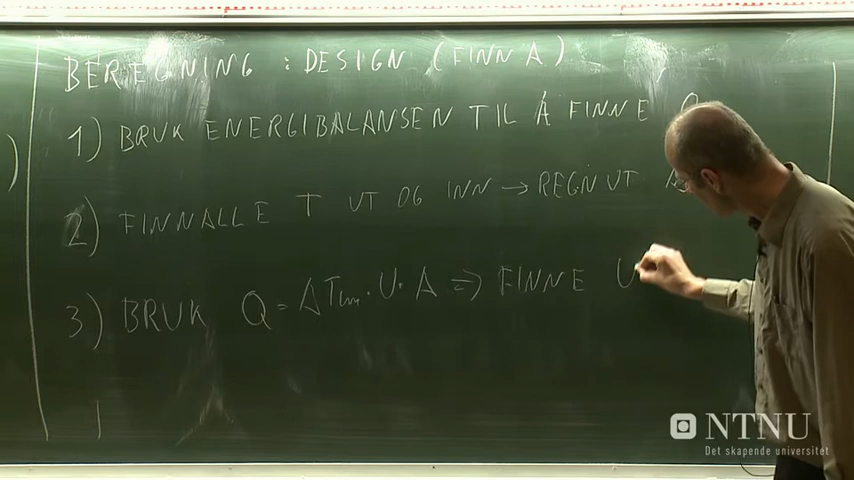 BEREGNING : DESIGN (FINN A)
1) BRUK ENERGIBALANSEN TIL Å FINNE Q
2) FINN ALLE T UT OG INN → REGN UT
3) BRUK Q = ΔTlm · U · A => FINNE U
NTNU
Det skapende universitet